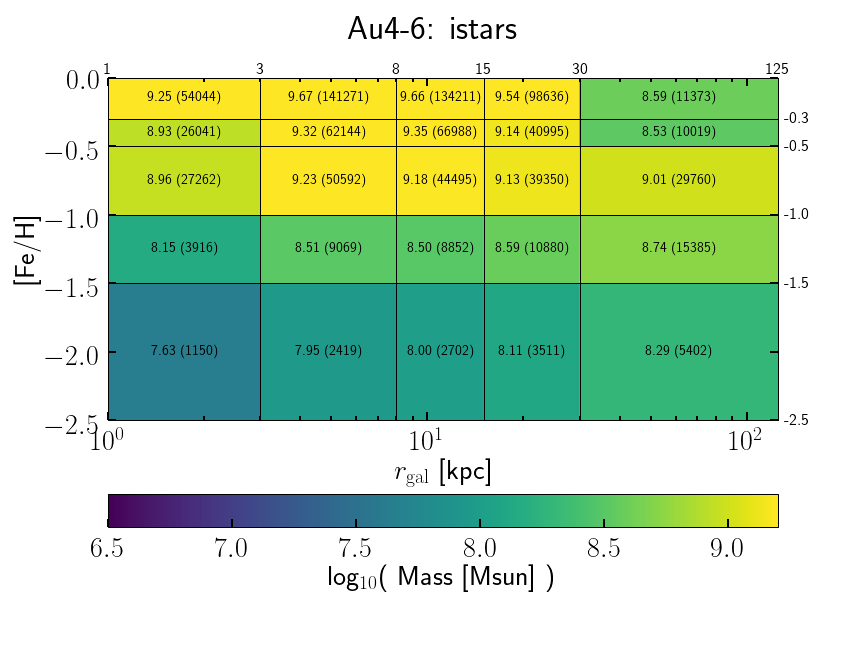 Au4-6: istars
1 3 8 15 30 125
0.0 9.25 (54044) 9.67 (141271) 9.66 (134211) 9.54 (98636) 8.59 (11373)
-0.3
8.93 (26041) 9.32 (62144) 9.35 (66988) 9.14 (40995) 8.53 (10019)
−0.5 -0.5
8.96 (27262) 9.23 (50592) 9.18 (44495) 9.13 (39350) 9.01 (29760)
−1.0 -1.0
8.15 (3916) 8.51 (9069) 8.50 (8852) 8.59 (10880) 8.74 (15385)
[Fe/H]
−1.5 -1.5
−2.0 7.63 (1150) 7.95 (2419) 8.00 (2702) 8.11 (3511) 8.29 (5402)
−2.5 -2.5
10⁰ 10¹ 10²
r_gal [kpc]
6.5 7.0 7.5 8.0 8.5 9.0
log₁₀( Mass [Msun] )